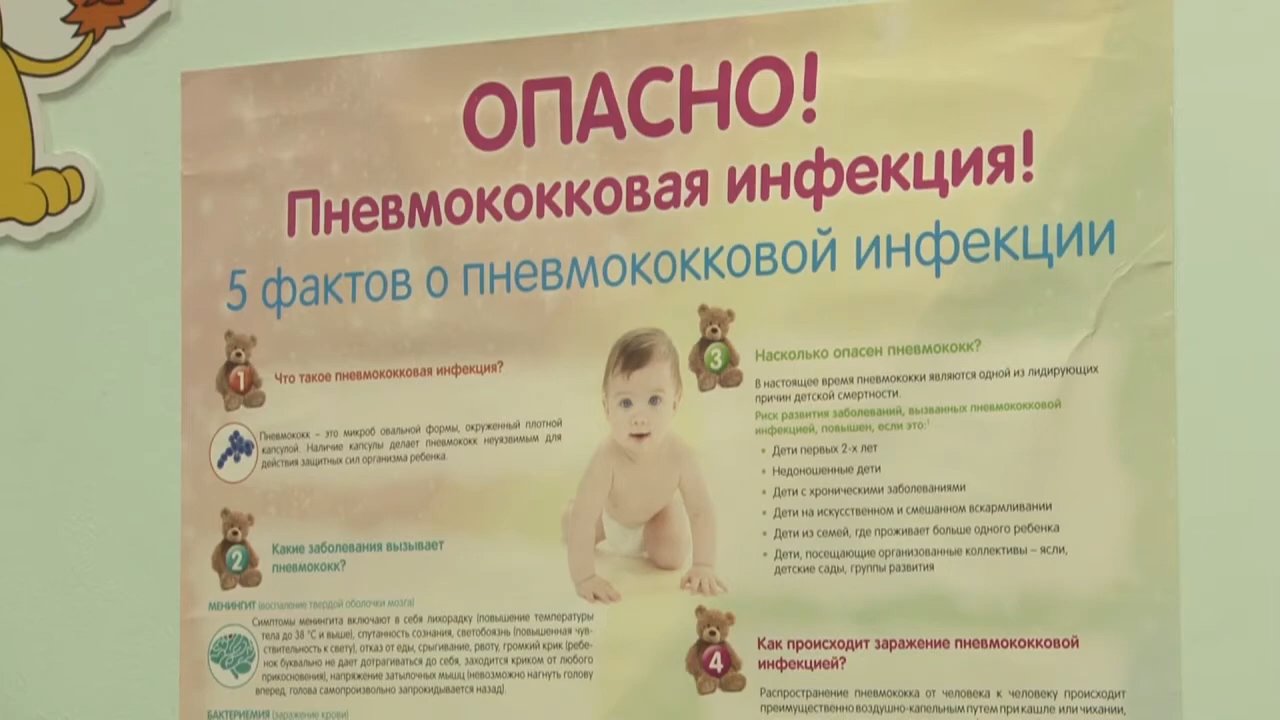 ОПАСНО!
Пневмококковая инфекция!
5 фактов о пневмококковой инфекции
1
Что такое пневмококковая инфекция?
Пневмококк – это микроб овальной формы, окруженный плотной
капсулой. Наличие капсулы делает пневмококк неуязвимым для
действия защитных сил организма ребенка.
2
Какие заболевания вызывает
пневмококк?
МЕНИНГИТ (воспаление твердой оболочки мозга)
Симптомы менингита включают в себя лихорадку (повышение температуры
тела до 38 °С и выше), спутанность сознания, светобоязнь (повышенная чув-
ствительность к свету), отказ от еды, срыгивание, рвоту, громкий крик (ребе-
нок буквально не дает дотрагиваться до себя, заходится криком от любого
прикосновения), напряжение затылочных мышц (невозможно нагнуть голову
вперед, голова самопроизвольно запрокидывается назад).
БАКТЕРИЕМИЯ (заражение крови)
3
Насколько опасен пневмококк?
В настоящее время пневмококки являются одной из лидирующих
причин детской смертности.
Риск развития заболеваний, вызванных пневмококковой
инфекцией, повышен, если это:¹
• Дети первых 2-х лет
• Недоношенные дети
• Дети с хроническими заболеваниями
• Дети на искусственном и смешанном вскармливании
• Дети из семей, где проживает больше одного ребенка
• Дети, посещающие организованные коллективы – ясли,
детские сады, группы развития
4
Как происходит заражение пневмококковой
инфекцией?
Распространение пневмококка от человека к человеку происходит
преимущественно воздушно-капельным путем при кашле или чихании,